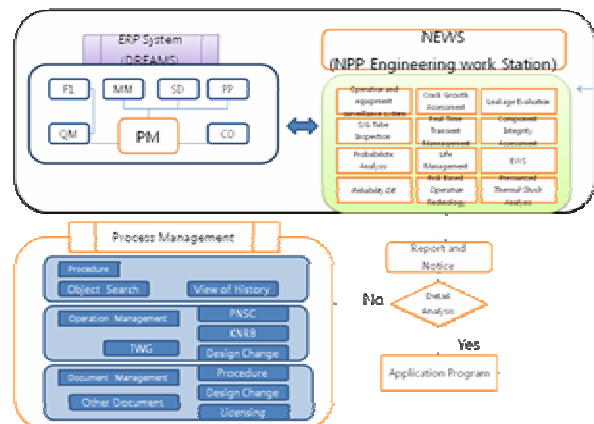 ERP System
(DREAMS)
F1
MM
SD
PP
QM
PM
CO
NEWS
(NPP Engineering work Station)
Operation and
equipment
surveillance system
Crack Growth
Assessment
Leakage Evaluation
S/G Tube
Inspection
Real Time
Transient
Management
Component
Integrity
Assessment
Probabilistic
Analysis
Life
Management
Reliability DB
Risk Based
Operation
Technology
Pressurized
Thermal Shock
Analysis
Process Management
Procedure
Object Search
View of History
Operation Management
TWG
PNSC
KNRB
Design Change
Document Management
Other Document
Procedure
Design Change
Licensing
Report and
Notice
No
Detail
Analysis
Yes
Application Program